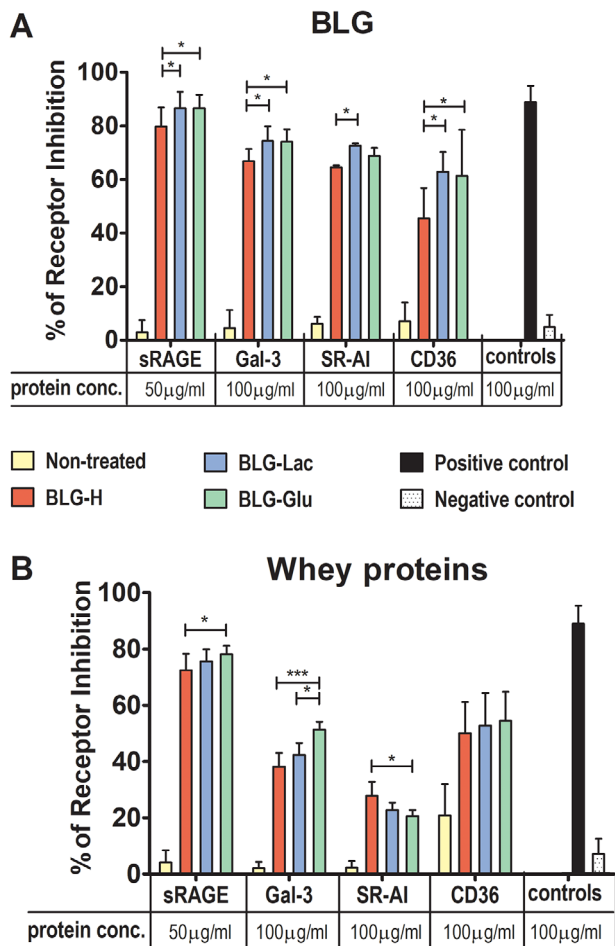 A
BLG
% of Receptor Inhibition
100
80
60
40
20
0
* * * * * * *
sRAGE Gal-3 SR-AI CD36 controls
protein conc. 50µg/ml 100µg/ml 100µg/ml 100µg/ml 100µg/ml
Non-treated BLG-Lac Positive control
BLG-H BLG-Glu Negative control
B
Whey proteins
% of Receptor Inhibition
100
80
60
40
20
0
* *** * *
sRAGE Gal-3 SR-AI CD36 controls
protein conc. 50µg/ml 100µg/ml 100µg/ml 100µg/ml 100µg/ml